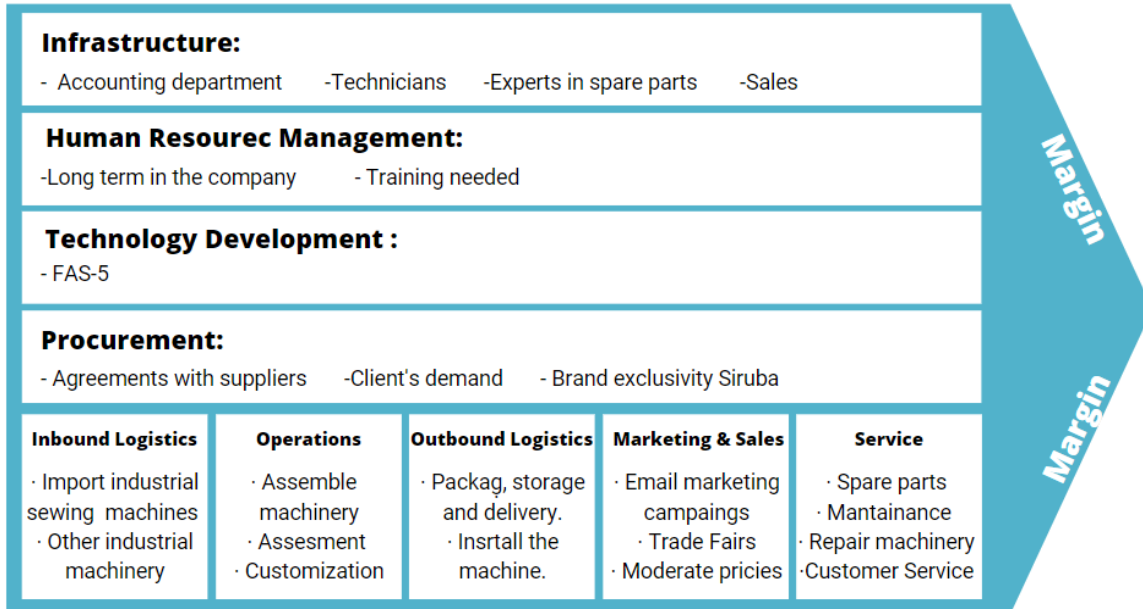 Infrastructure:
- Accounting department -Technicians -Experts in spare parts -Sales
Human Resourec Management:
-Long term in the company - Training needed
Technology Development :
- FAS-5
Procurement:
- Agreements with suppliers -Client's demand - Brand exclusivity Siruba
Inbound Logistics
· Import industrial
sewing machines
· Other industrial
machinery
Operations
· Assemble
machinery
· Assesment
· Customization
Outbound Logistics
· Packag, storage
and delivery.
· Insrtall the
machine.
Marketing & Sales
· Email marketing
campaings
· Trade Fairs
· Moderate pricies
Service
· Spare parts
· Mantainance
· Repair machinery
·Customer Service
Margin
Margin